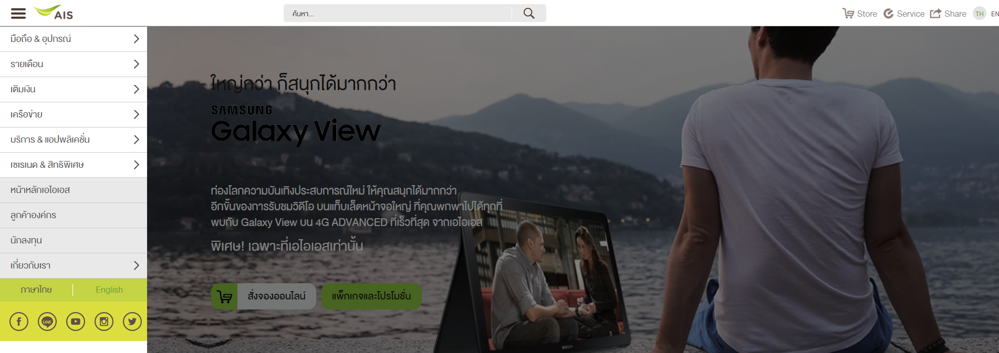 AIS
ค้นหา...
Store
Service
Share
TH
EN
มือถือ & อุปกรณ์
รายเดือน
เติมเงิน
เครือข่าย
บริการ & แอปพลิเคชั่น
เซเรเนด & สิทธิพิเศษ
หน้าหลักเอไอเอส
ลูกค้าองค์กร
นักลงทุน
เกี่ยวกับเรา
ภาษาไทย
English
LINE
ใหญ่กว่า ก็สนุกได้มากกว่า
SAMSUNG
Galaxy View
ท่องโลกความบันเทิงประสบการณ์ใหม่ ให้คุณสนุกได้มากกว่า
อีกขั้นของการรับชมวิดีโอ บนแท็บเล็ตหน้าจอใหญ่ ที่คุณพกพาไปได้ทุกที่
พบกับ Galaxy View บน 4G ADVANCED ที่เร็วที่สุด จากเอไอเอส
พิเศษ! เฉพาะที่เอไอเอสเท่านั้น
สั่งจองออนไลน์
แพ็กเกจและโปรโมชั่น